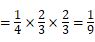 = 1/4 × 2/3 × 2/3 = 1/9